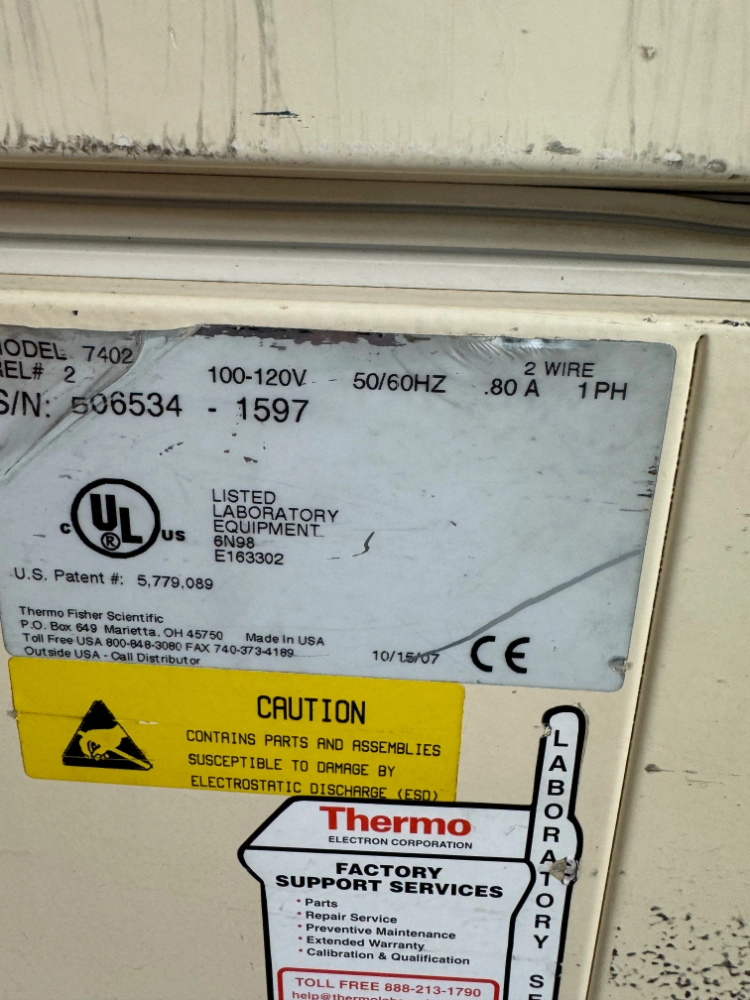 MODEL 7402
REL# 2
100-120V 50/60HZ .80 A 2 WIRE 1 PH
S/N: 506534 - 1597
C UL ® US
LISTED
LABORATORY
EQUIPMENT
6N98
E163302
U.S. Patent #: 5,779,089
Thermo Fisher Scientific
P.O. Box 649 Marietta, OH 45750 Made in USA
Toll Free USA 800-848-3080 FAX 740-373-4189
Outside USA - Call Distributor
10/15/07 CE
CAUTION
CONTAINS PARTS AND ASSEMBLIES
SUSCEPTIBLE TO DAMAGE BY
ELECTROSTATIC DISCHARGE (ESD)
Thermo
ELECTRON CORPORATION
FACTORY
SUPPORT SERVICES
• Parts
• Repair Service
• Preventive Maintenance
• Extended Warranty
• Calibration & Qualification
TOLL FREE 888-213-1790
LABORATORY